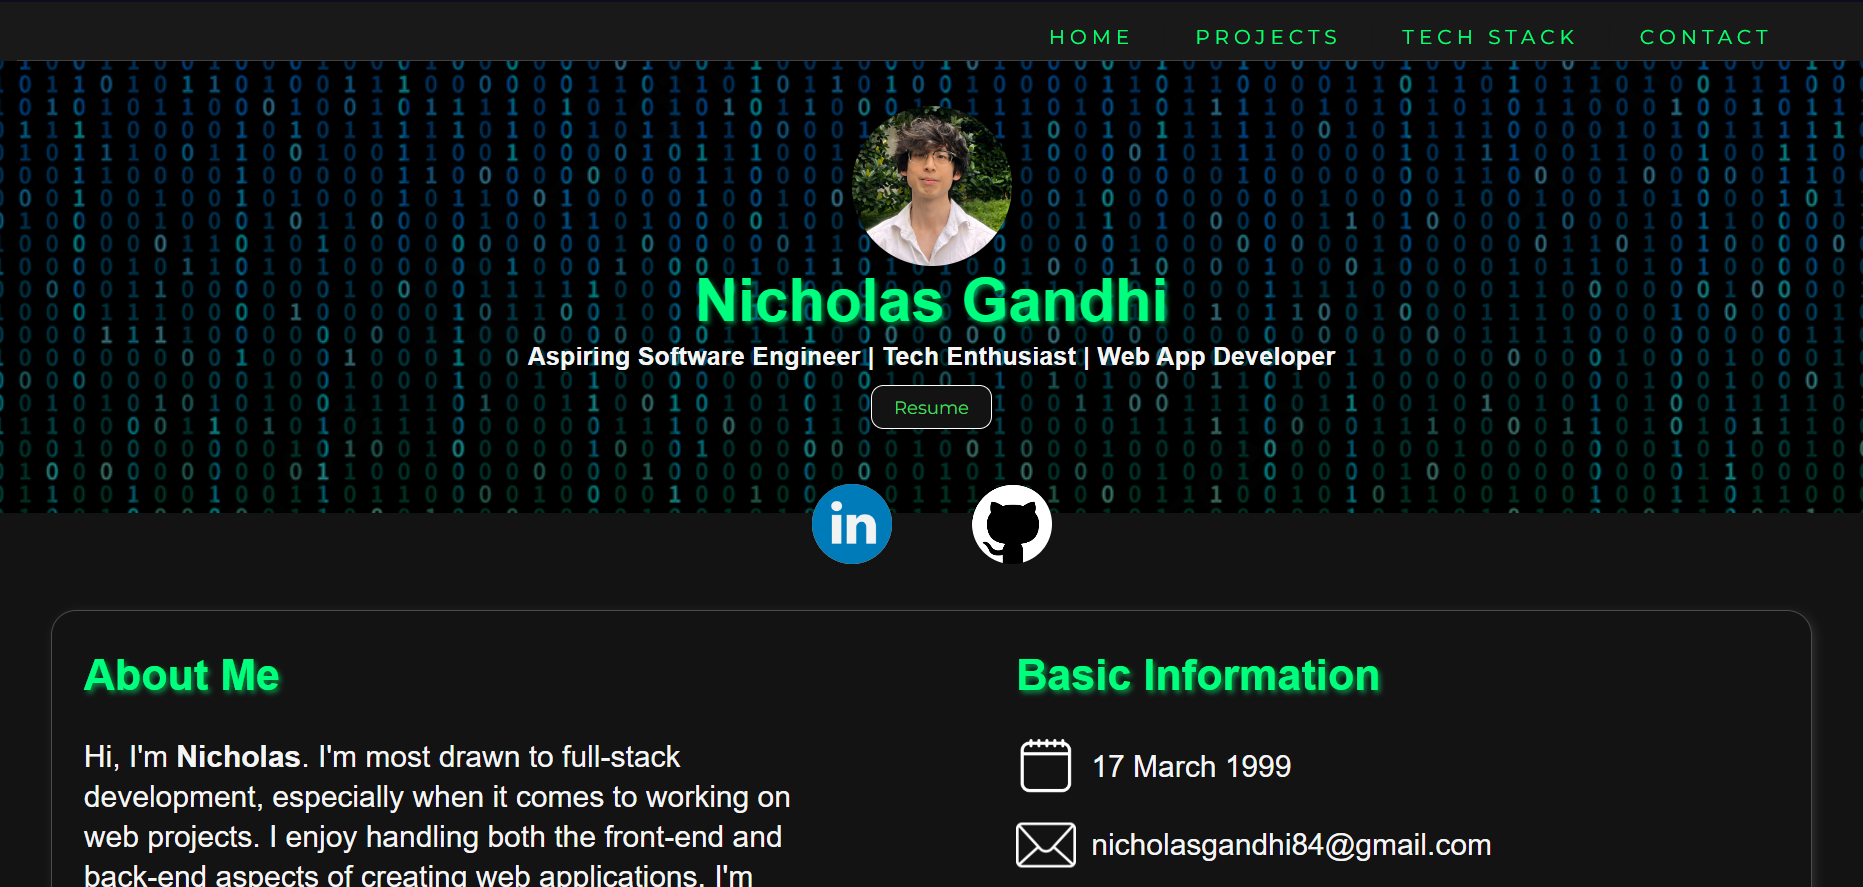 HOME PROJECTS TECH STACK CONTACT
Nicholas Gandhi
Aspiring Software Engineer | Tech Enthusiast | Web App Developer
Resume
in
About Me
Hi, I'm Nicholas. I'm most drawn to full-stack
development, especially when it comes to working on
web projects. I enjoy handling both the front-end and
back-end aspects of creating web applications. I'm
Basic Information
17 March 1999
nicholasgandhi84@gmail.com